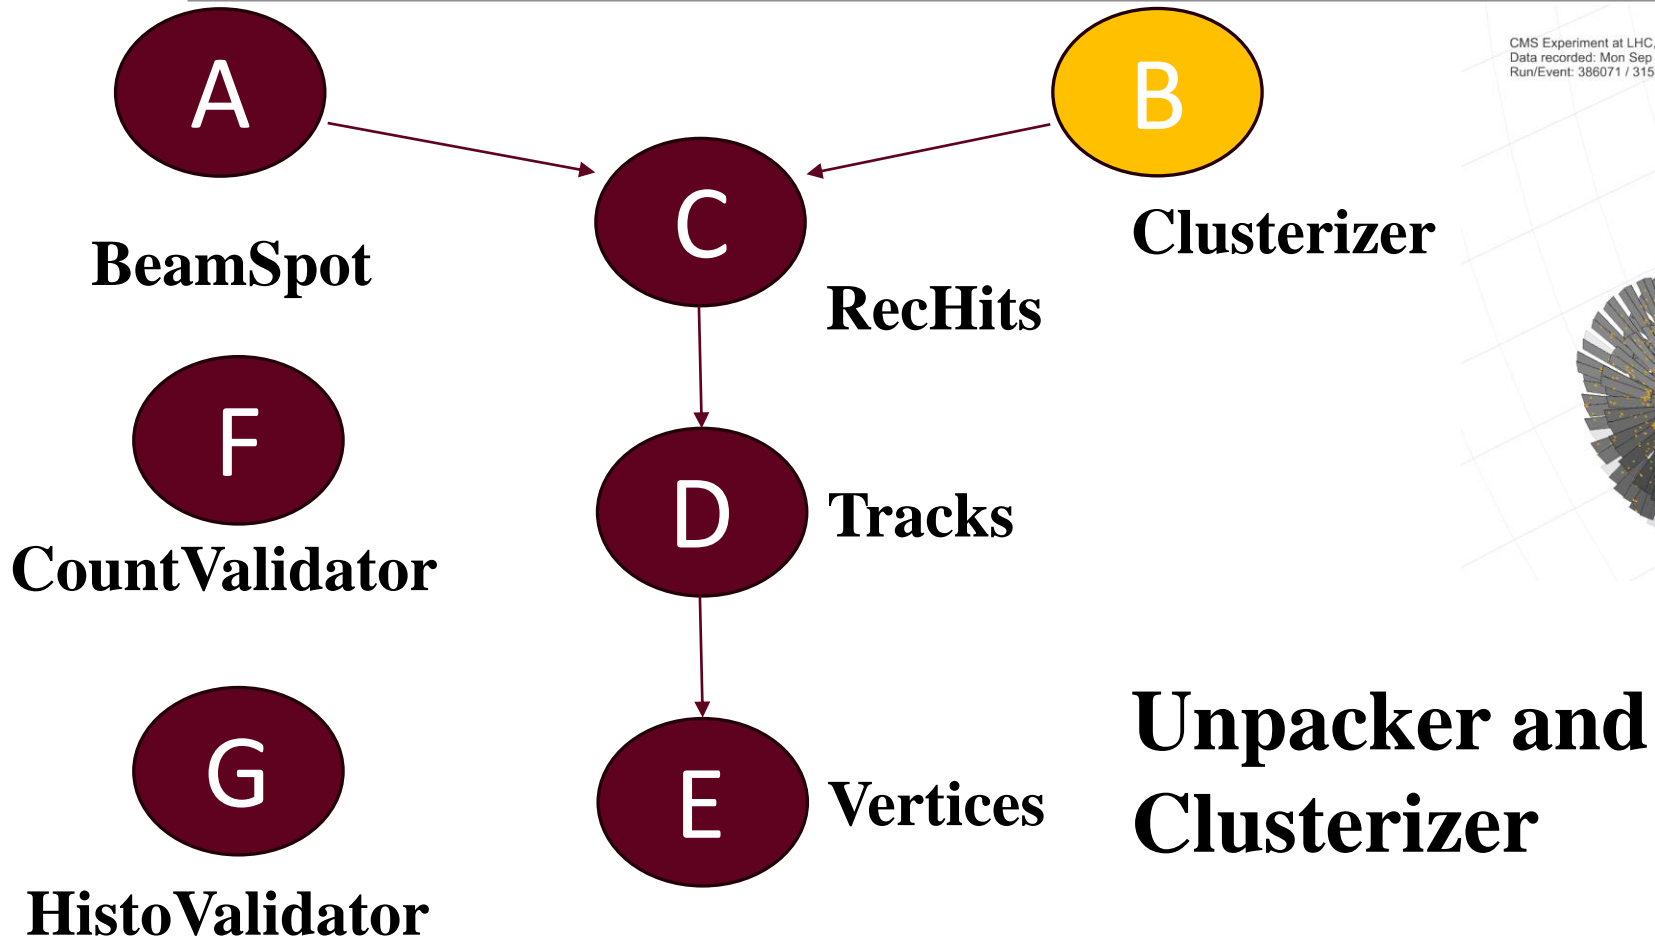 A
B
CMS Experiment at LHC,
Data recorded: Mon Sep
Run/Event: 386071 / 315
C
Clusterizer
BeamSpot
RecHits
F
D
Tracks
CountValidator
G
E
Vertices
Unpacker and
Clusterizer
HistoValidator